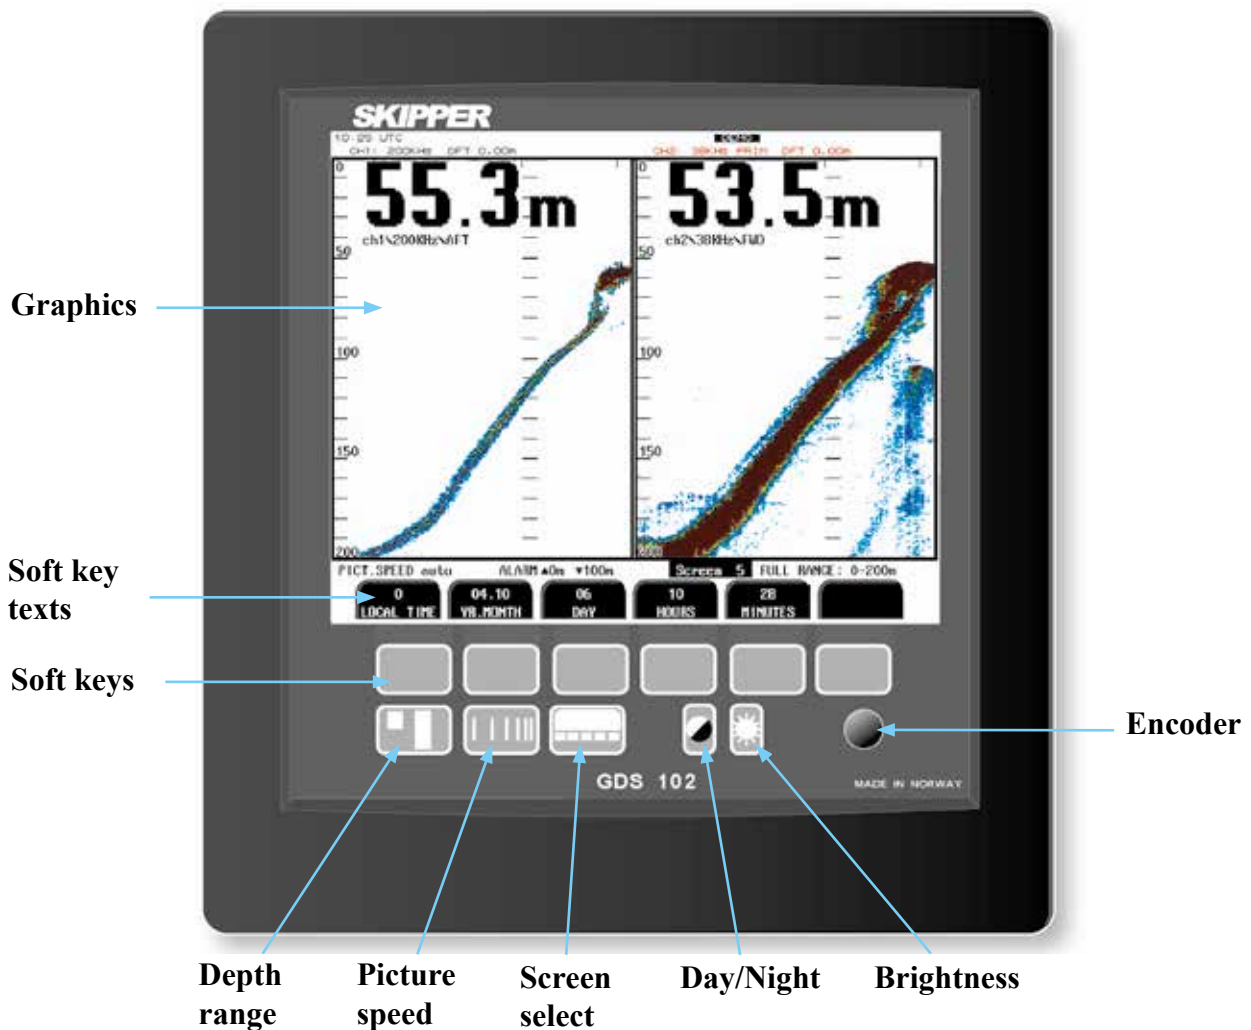 SKIPPER
10:29 UTC
DEMO
CH1: 200KHz DFT 0.00m
CH2: 38KHz PRIM DFT 0.00m
0
55.3m
0
53.5m
ch1\200KHz\AFT
ch2\38KHz\FWD
50
50
Graphics
100
100
150
150
200
200
PICT.SPEED auto
ALARM ▲0m ▼100m
Screen 5
FULL RANGE: 0-200m
Soft key
texts
0
LOCAL TIME
04.10
YR.MONTH
06
DAY
10
HOURS
28
MINUTES
Soft keys
Encoder
GDS 102
MADE IN NORWAY
Depth
range
Picture
speed
Screen
select
Day/Night
Brightness